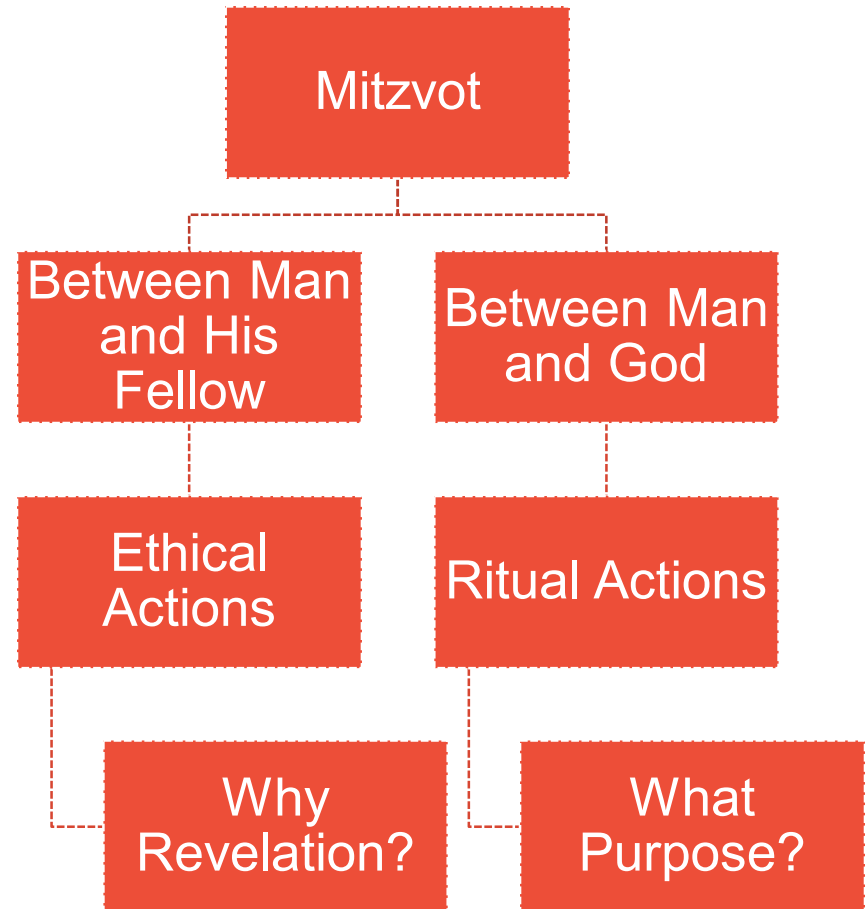 Mitzvot
Between Man
and His
Fellow
Between Man
and God
Ethical
Actions
Ritual Actions
Why
Revelation?
What
Purpose?